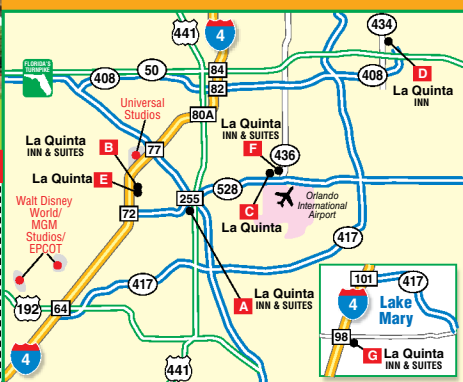 434
441
4
FLORIDA'S
TURNPIKE
408
50
84
82
408
D
La Quinta
INN
Universal
Studios
80A
La Quinta
INN & SUITES
B
77
La Quinta
INN & SUITES
F
436
La Quinta
E
528
255
72
C
La Quinta
Orlando
International
Airport
Walt Disney
World/
MGM
Studios/
EPCOT
417
417
A
La Quinta
INN & SUITES
192
64
4
441
101
417
4
Lake
Mary
98
G
La Quinta
INN & SUITES